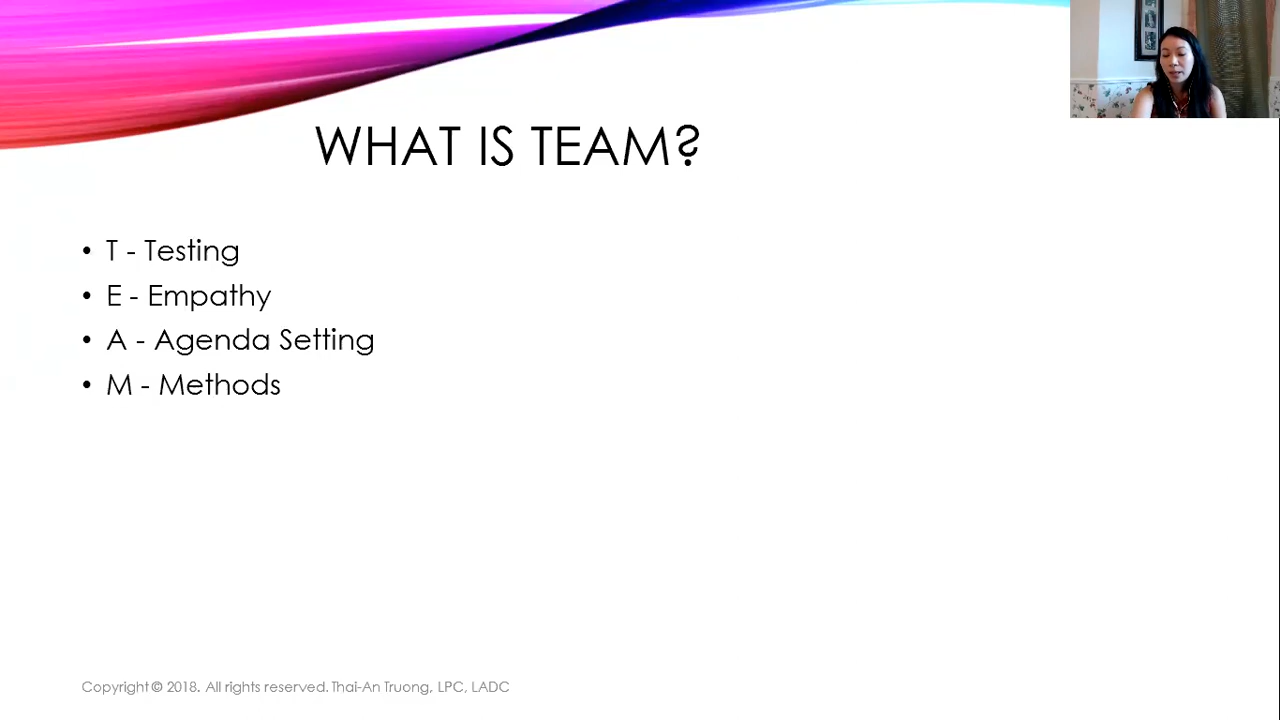 WHAT IS TEAM?
• T - Testing
• E - Empathy
• A - Agenda Setting
• M - Methods
Copyright © 2018. All rights reserved. Thai-An Truong, LPC, LADC